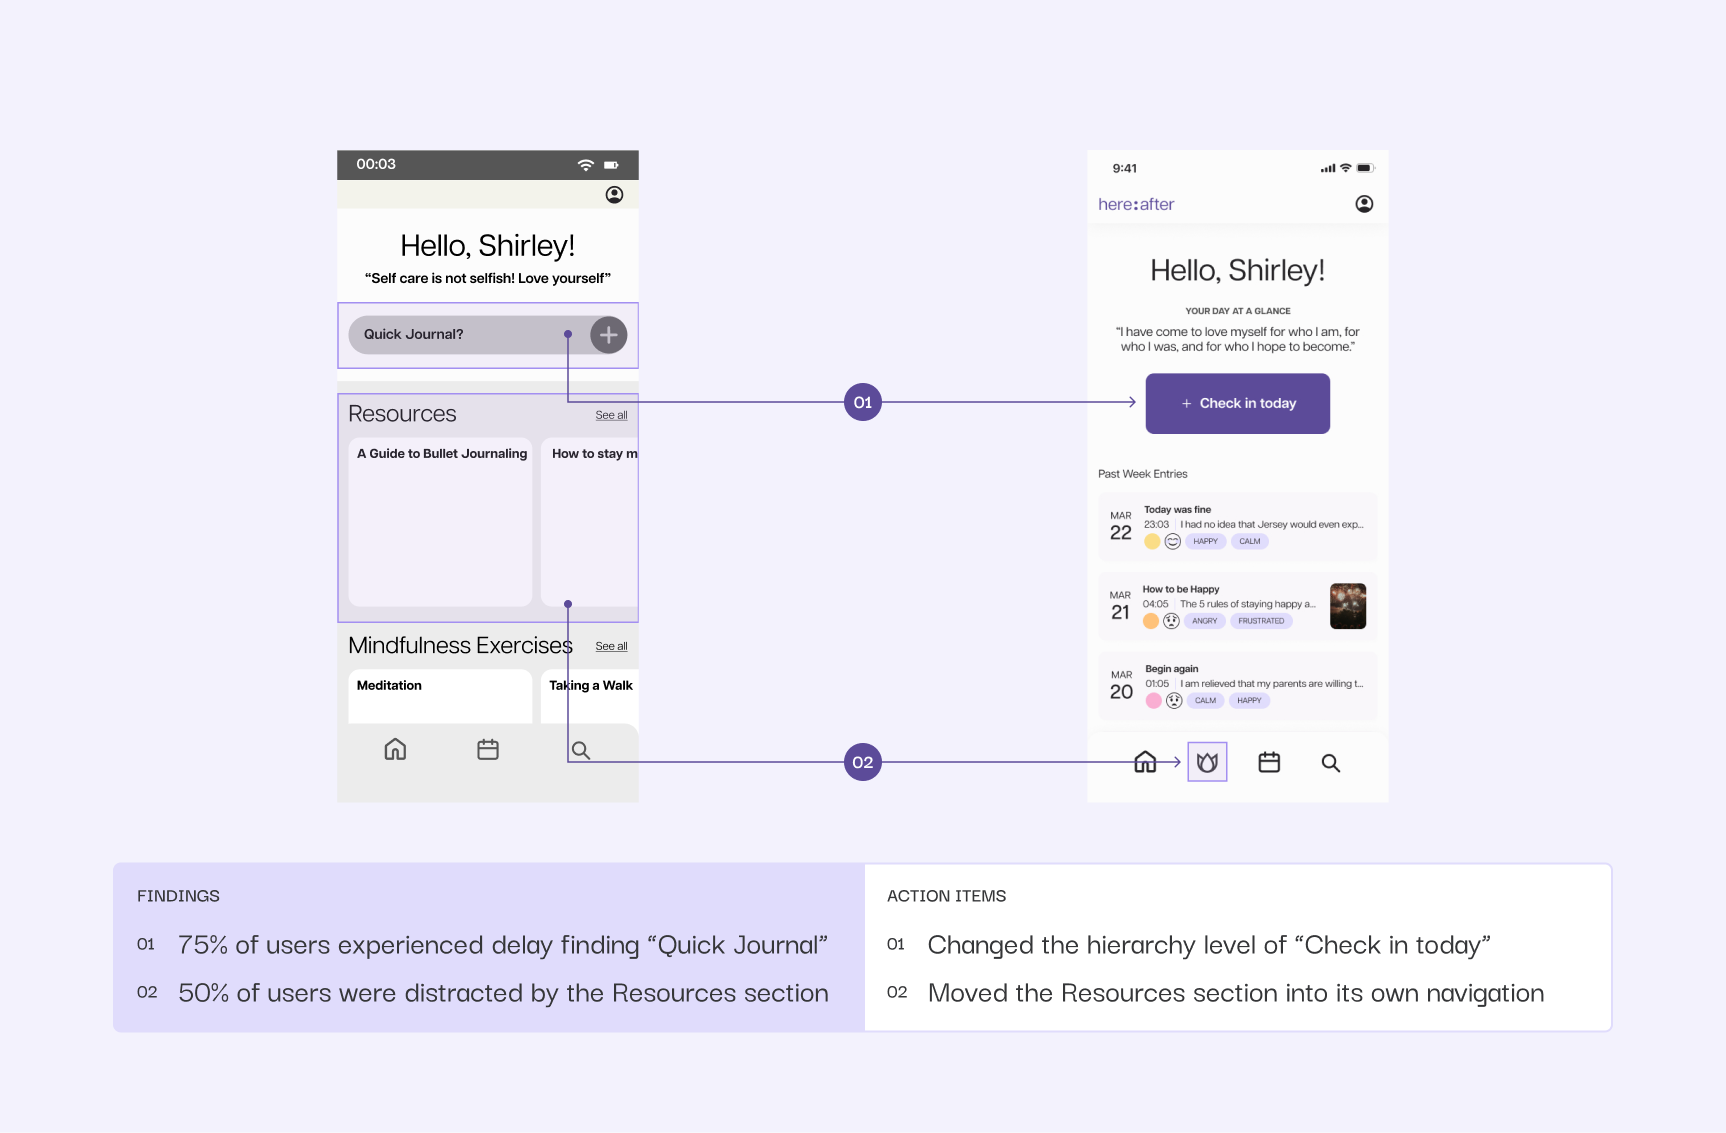 00:03
Hello, Shirley!
“Self care is not selfish! Love yourself”
Quick Journal?
Resources
See all
A Guide to Bullet Journaling
How to stay m
Mindfulness Exercises
See all
Meditation
Taking a Walk
01
02
9:41
here:after
Hello, Shirley!
YOUR DAY AT A GLANCE
“I have come to love myself for who I am, for
who I was, and for who I hope to become.”
+ Check in today
Past Week Entries
MAR
22
Today was fine
23:03 | I had no idea that Jersey would even exp...
HAPPY
CALM
MAR
21
How to be Happy
04:05 | The 5 rules of staying happy a...
ANGRY
FRUSTRATED
MAR
20
Begin again
01:05 | I am relieved that my parents are willing t...
CALM
HAPPY
FINDINGS
01 75% of users experienced delay finding “Quick Journal”
02 50% of users were distracted by the Resources section
ACTION ITEMS
01 Changed the hierarchy level of “Check in today”
02 Moved the Resources section into its own navigation